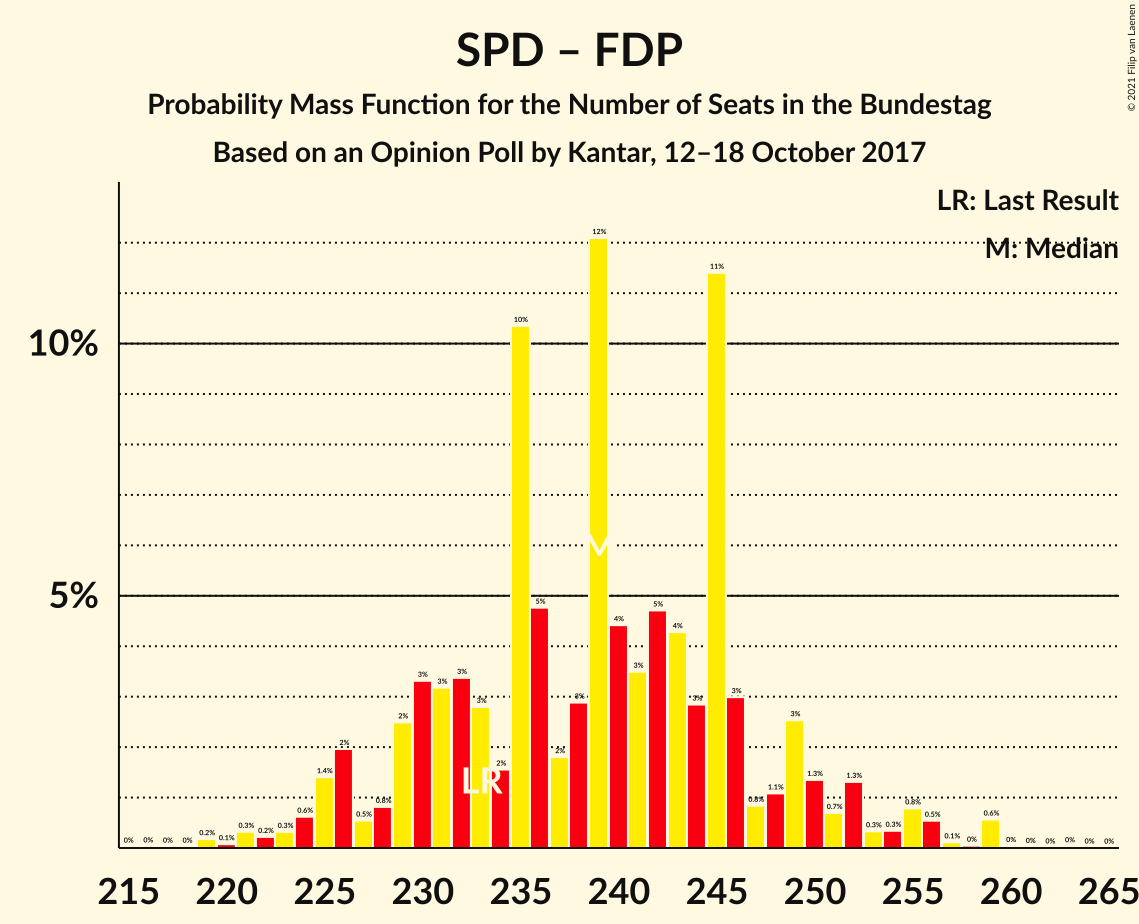 SPD – FDP
Probability Mass Function for the Number of Seats in the Bundestag
Based on an Opinion Poll by Kantar, 12–18 October 2017
© 2021 Filip van Laenen
LR: Last Result
M: Median
10%
5%
0% 0% 0% 0% 0.2% 0.1% 0.3% 0.2% 0.3% 0.6% 1.4% 2% 0.5% 0.8% 2% 3% 3% 3% 3% 2% 10% 5% 2% 3% 12% 4% 3% 5% 4% 3% 11% 3% 0.8% 1.1% 3% 1.3% 0.7% 1.3% 0.3% 0.3% 0.8% 0.5% 0.1% 0% 0.6% 0% 0% 0% 0% 0% 0%
M
LR
215 220 225 230 235 240 245 250 255 260 265